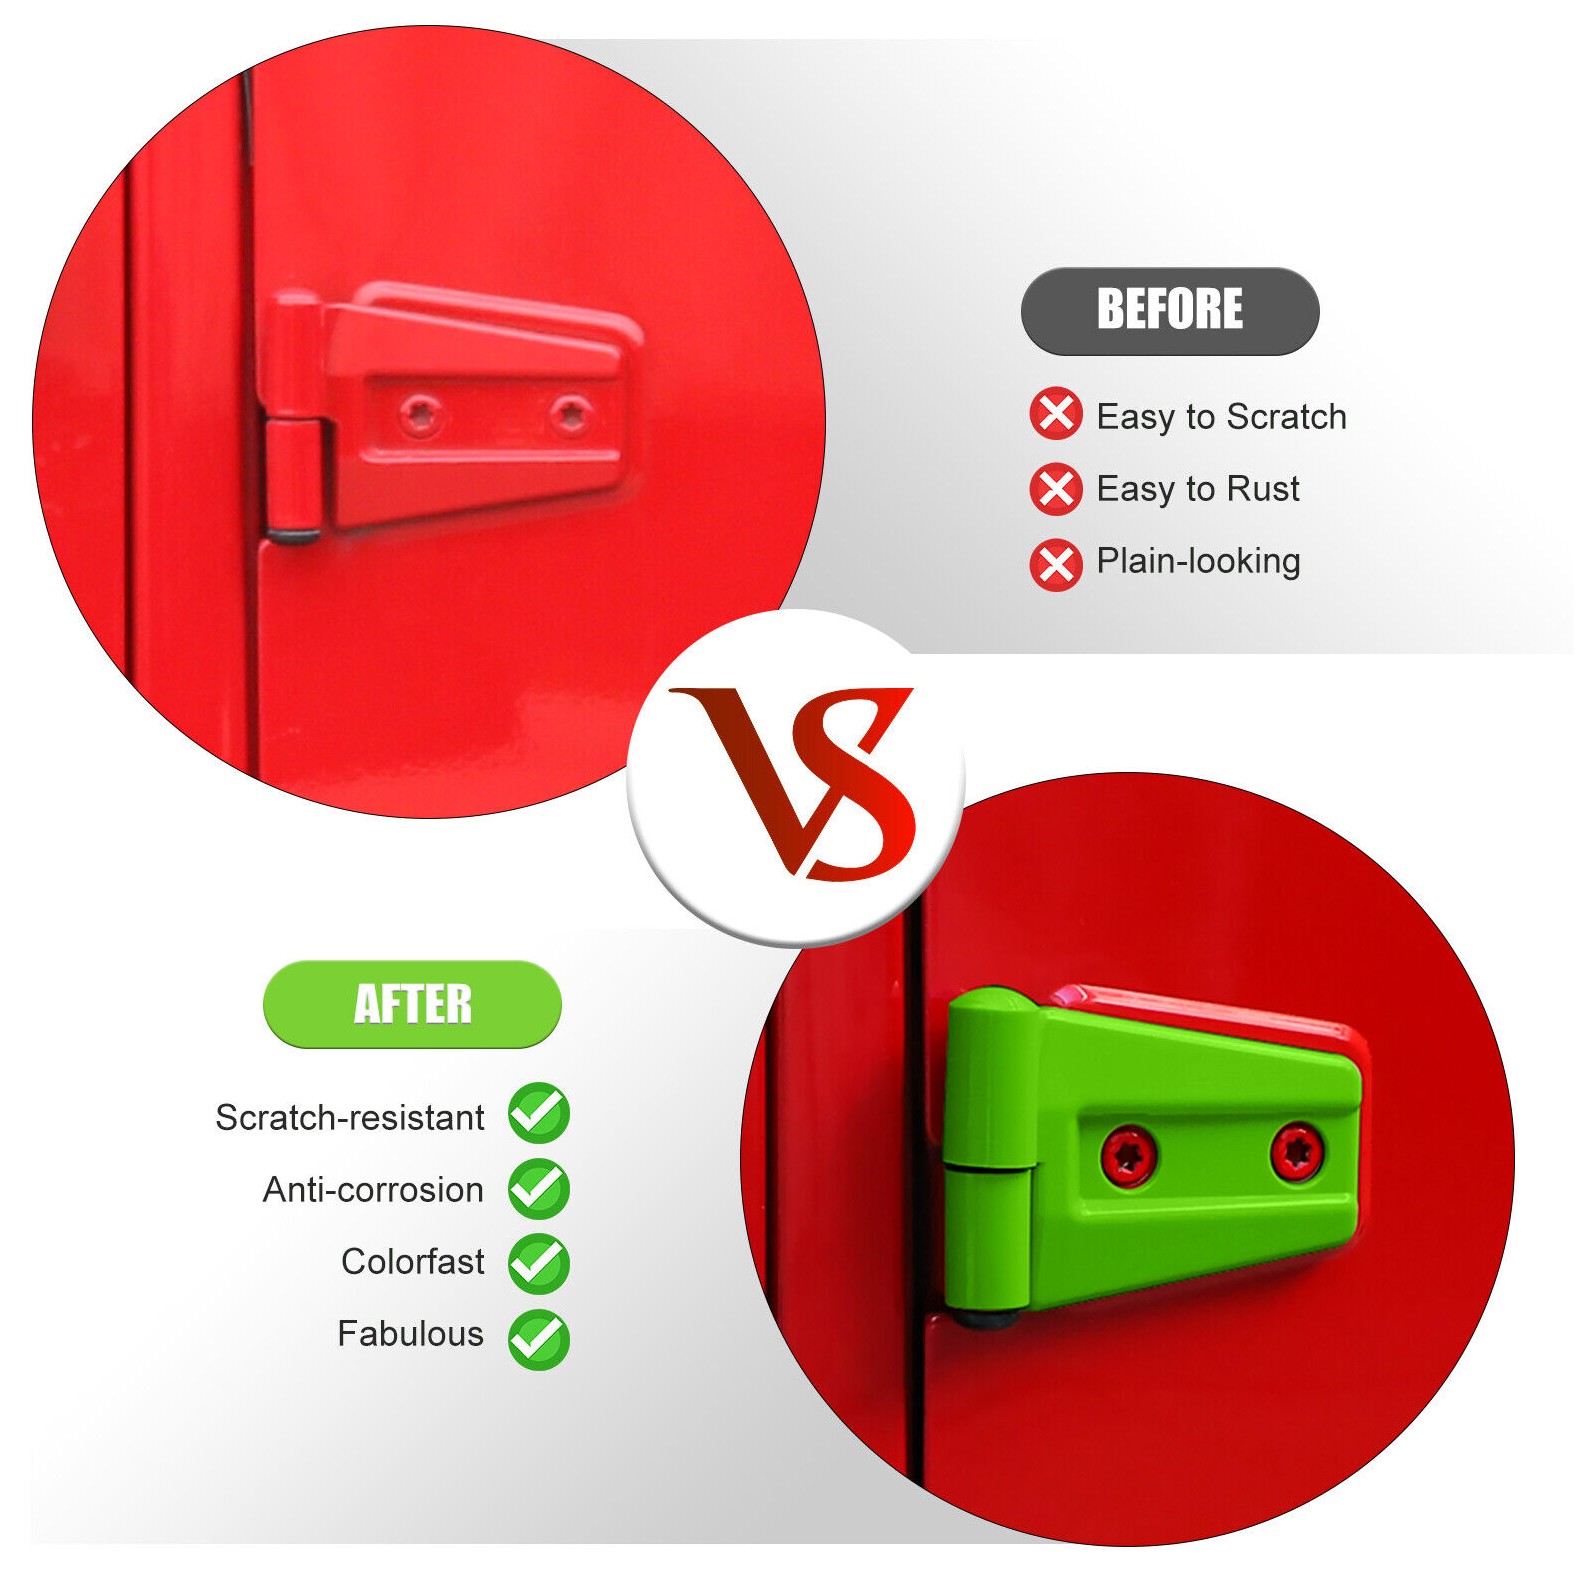 BEFORE
Easy to Scratch
Easy to Rust
Plain-looking
VS
AFTER
Scratch-resistant
Anti-corrosion
Colorfast
Fabulous